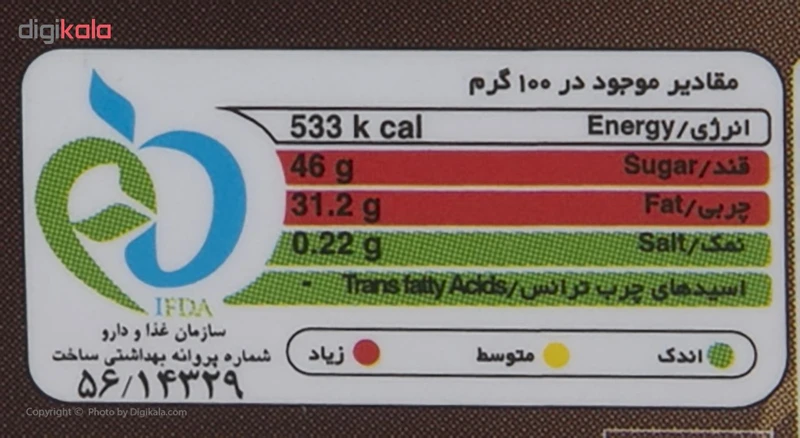 digikala
مقادیر موجود در ۱۰۰ گرم
انرژی/Energy 533 k cal
قند/Sugar 46 g
چربی/Fat 31.2 g
نمک/Salt 0.22 g
اسیدهای چرب ترانس/Trans fatty Acids -
IFDA
سازمان غذا و دارو
شماره پروانه بهداشتی ساخت
۵۶/۱۴۳۲۹
اندک متوسط زیاد
Copyright © Photo by Digikala.com